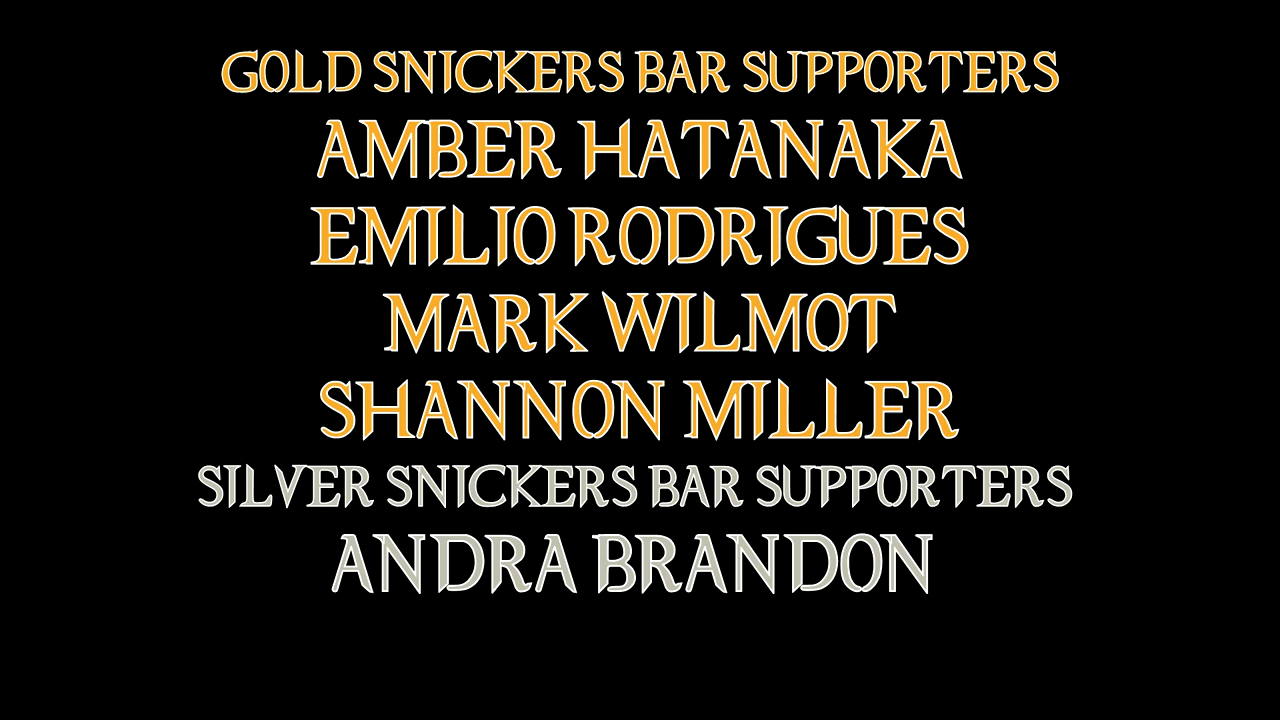 GOLD SNICKERS BAR SUPPORTERS
AMBER HATANAKA
EMILIO RODRIGUES
MARK WILMOT
SHANNON MILLER
SILVER SNICKERS BAR SUPPORTERS
ANDRA BRANDON